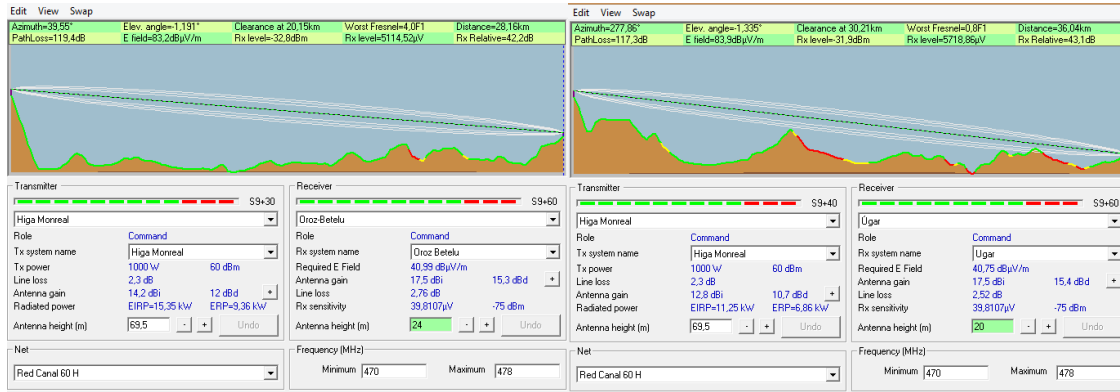 Edit View Swap
Azimuth=39,55° Elev. angle=-1,191° Clearance at 20,15km Worst Fresnel=4,0F1 Distance=28,16km
PathLoss=119,4dB E field=83,2dBµV/m Rx level=-32,8dBm Rx level=5114,52µV Rx Relative=42,2dB
Transmitter
S9+30
Higa Monreal
Role Command
Tx system name Higa Monreal
Tx power 1000 W 60 dBm
Line loss 2,3 dB
Antenna gain 14,2 dBi 12 dBd +
Radiated power EIRP=15,35 kW ERP=9,36 kW
Antenna height (m) 69,5 - + Undo
Receiver
S9+60
Oroz-Betelu
Role Command
Rx system name Oroz Betelu
Required E Field 40,99 dBµV/m
Antenna gain 17,5 dBi 15,3 dBd +
Line loss 2,76 dB
Rx sensitivity 39,8107µV -75 dBm
Antenna height (m) 24 - + Undo
Net
Red Canal 60 H
Frequency (MHz)
Minimum 470 Maximum 478
Edit View Swap
Azimuth=277,86° Elev. angle=-1,335° Clearance at 30,21km Worst Fresnel=0,8F1 Distance=36,04km
PathLoss=117,3dB E field=83,9dBµV/m Rx level=-31,9dBm Rx level=5718,86µV Rx Relative=43,1dB
Transmitter
S9+40
Higa Monreal
Role Command
Tx system name Higa Monreal
Tx power 1000 W 60 dBm
Line loss 2,3 dB
Antenna gain 12,8 dBi 10,7 dBd +
Radiated power EIRP=11,25 kW ERP=6,86 kW
Antenna height (m) 69,5 - + Undo
Receiver
S9+60
Úgar
Role Command
Rx system name Ugar
Required E Field 40,75 dBµV/m
Antenna gain 17,5 dBi 15,4 dBd +
Line loss 2,52 dB
Rx sensitivity 39,8107µV -75 dBm
Antenna height (m) 20 - + Undo
Net
Red Canal 60 H
Frequency (MHz)
Minimum 470 Maximum 478